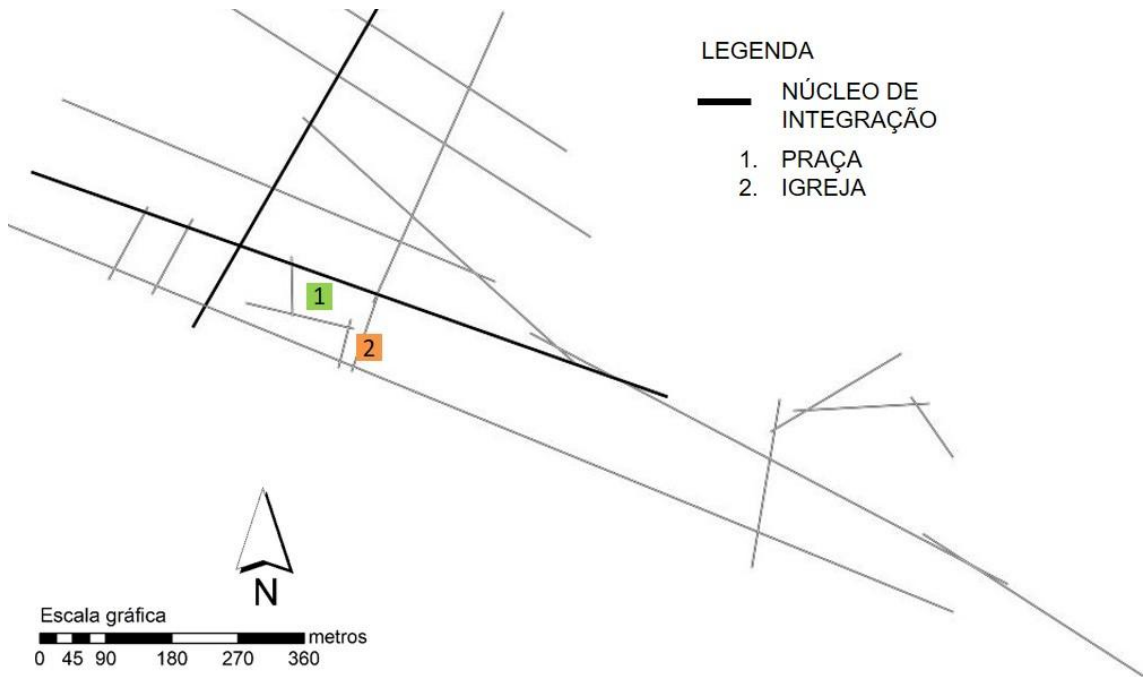 LEGENDA
NÚCLEO DE
INTEGRAÇÃO
1. PRAÇA
2. IGREJA
1
2
N
Escala gráfica
metros
0 45 90 180 270 360